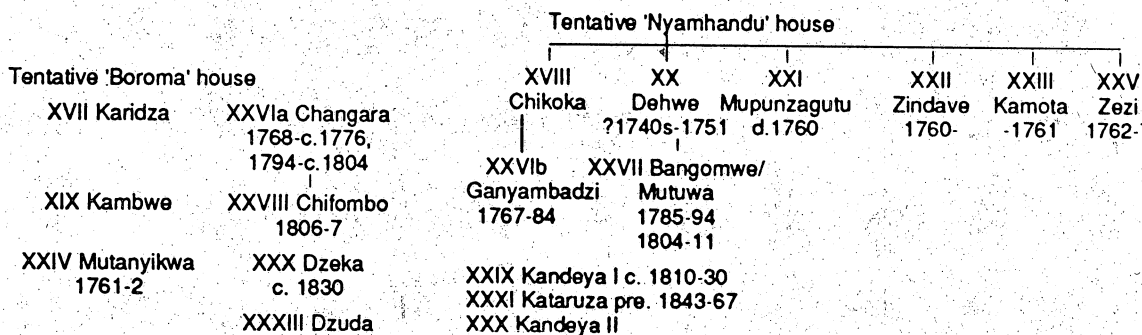 Tentative 'Nyamhandu' house
Tentative 'Boroma' house
XVII Karidza
XIX Kambwe
XXIV Mutanyikwa
1761-2
XXVIa Changara
1768-c.1776,
1794-c.1804
XXVIII Chifombo
1806-7
XXX Dzeka
c. 1830
XXXIII Dzuda
XVIII
Chikoka
XXVIb
Ganyambadzi
1767-84
XX
Dehwe
?1740s-1751
XXVII Bangomwe/
Mutuwa
1785-94
1804-11
XXI
Mupunzagutu
d.1760
XXII
Zindave
1760-
XXIII
Kamota
-1761
XXV
Zezi
1762-
XXIX Kandeya I c. 1810-30
XXXI Kataruza pre. 1843-67
XXX Kandeya II